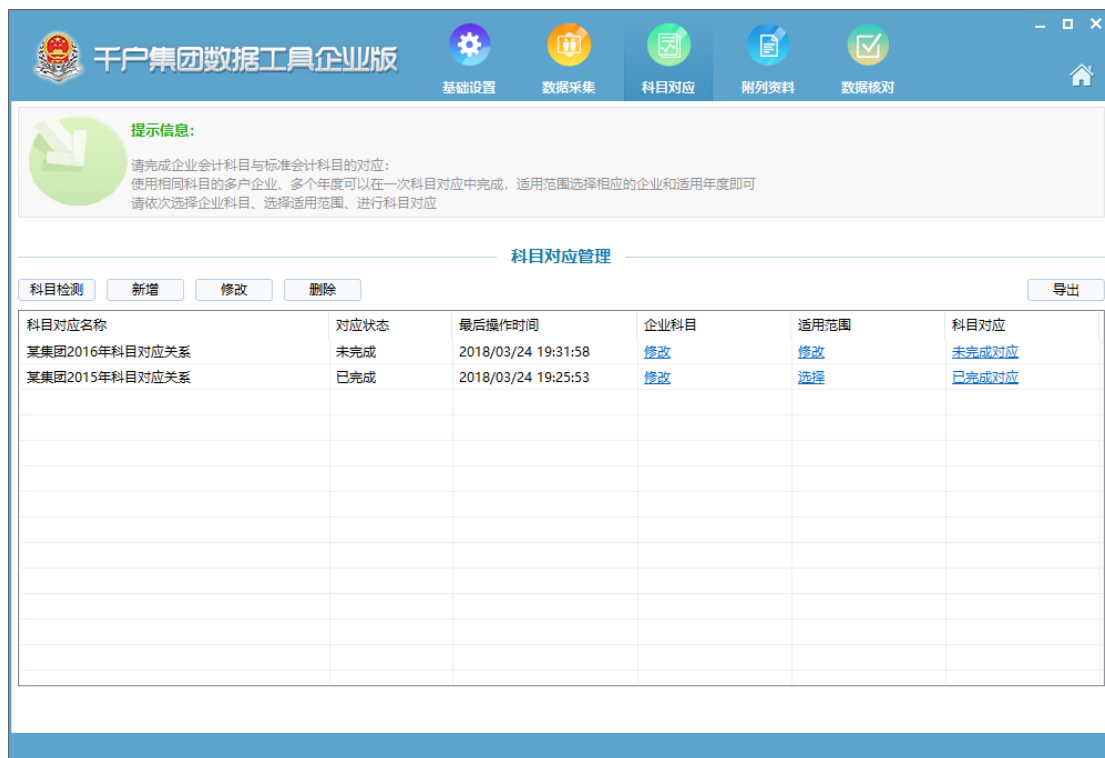 千户集团数据工具企业版
基础设置 数据采集 科目对应 附列资料 数据核对
提示信息：
请完成企业会计科目与标准会计科目的对应：
使用相同科目的多户企业、多个年度可以在一次科目对应中完成，适用范围选择相应的企业和适用年度即可
请依次选择企业科目、选择适用范围、进行科目对应
科目对应管理
科目检测 新增 修改 删除 导出
科目对应名称 对应状态 最后操作时间 企业科目 适用范围 科目对应
某集团2016年科目对应关系 未完成 2018/03/24 19:31:58 修改 修改 未完成对应
某集团2015年科目对应关系 已完成 2018/03/24 19:25:53 修改 选择 已完成对应